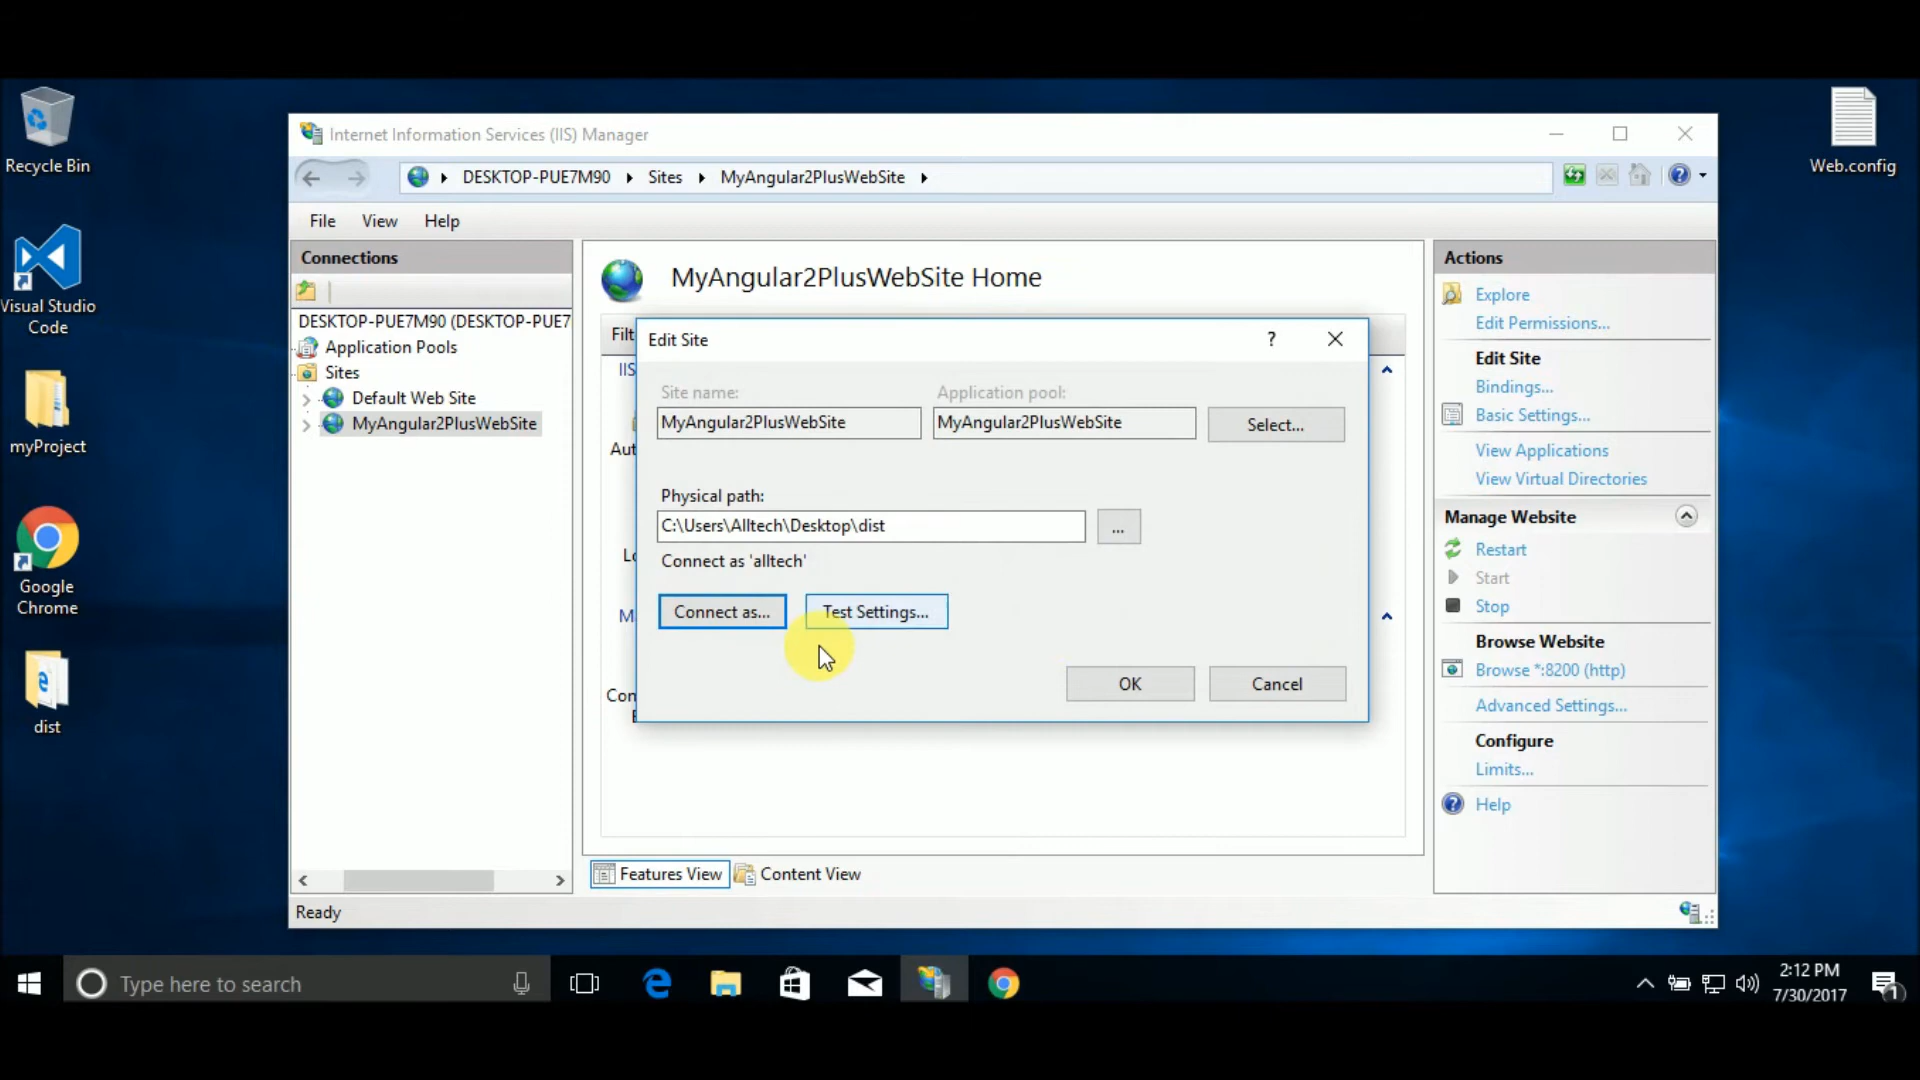 Recycle Bin
Visual Studio
Code
myProject
Google
Chrome
dist
Web.config
Internet Information Services (IIS) Manager
DESKTOP-PUE7M90
Sites
MyAngular2PlusWebSite
?
File
View
Help
Connections
DESKTOP-PUE7M90 (DESKTOP-PUE7
Application Pools
Sites
Default Web Site
MyAngular2PlusWebSite
MyAngular2PlusWebSite Home
Filt
IIS
Aut
Lo
M
Con
Edit Site
?
Site name:
Application pool:
MyAngular2PlusWebSite
MyAngular2PlusWebSite
Select...
Physical path:
C:\Users\Alltech\Desktop\dist
...
Connect as 'alltech'
Connect as...
Test Settings...
OK
Cancel
Features View
Content View
Actions
Explore
Edit Permissions...
Edit Site
Bindings...
Basic Settings...
View Applications
View Virtual Directories
Manage Website
Restart
Start
Stop
Browse Website
Browse *:8200 (http)
Advanced Settings...
Configure
Limits...
?
Help
Ready
Type here to search
2:12 PM
7/30/2017
1